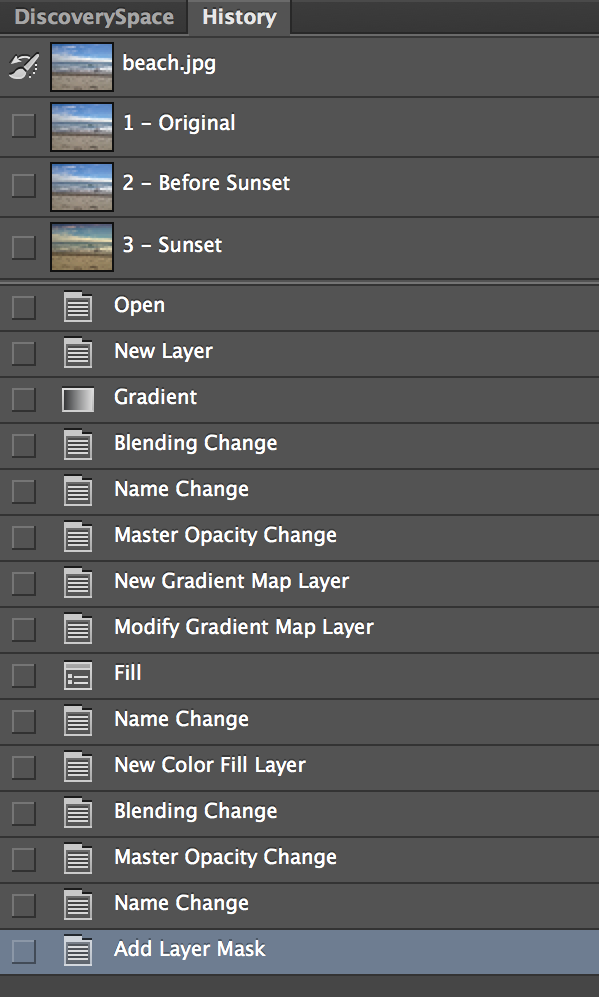 DiscoverySpace History
beach.jpg
1 – Original
2 – Before Sunset
3 – Sunset
Open
New Layer
Gradient
Blending Change
Name Change
Master Opacity Change
New Gradient Map Layer
Modify Gradient Map Layer
Fill
Name Change
New Color Fill Layer
Blending Change
Master Opacity Change
Name Change
Add Layer Mask